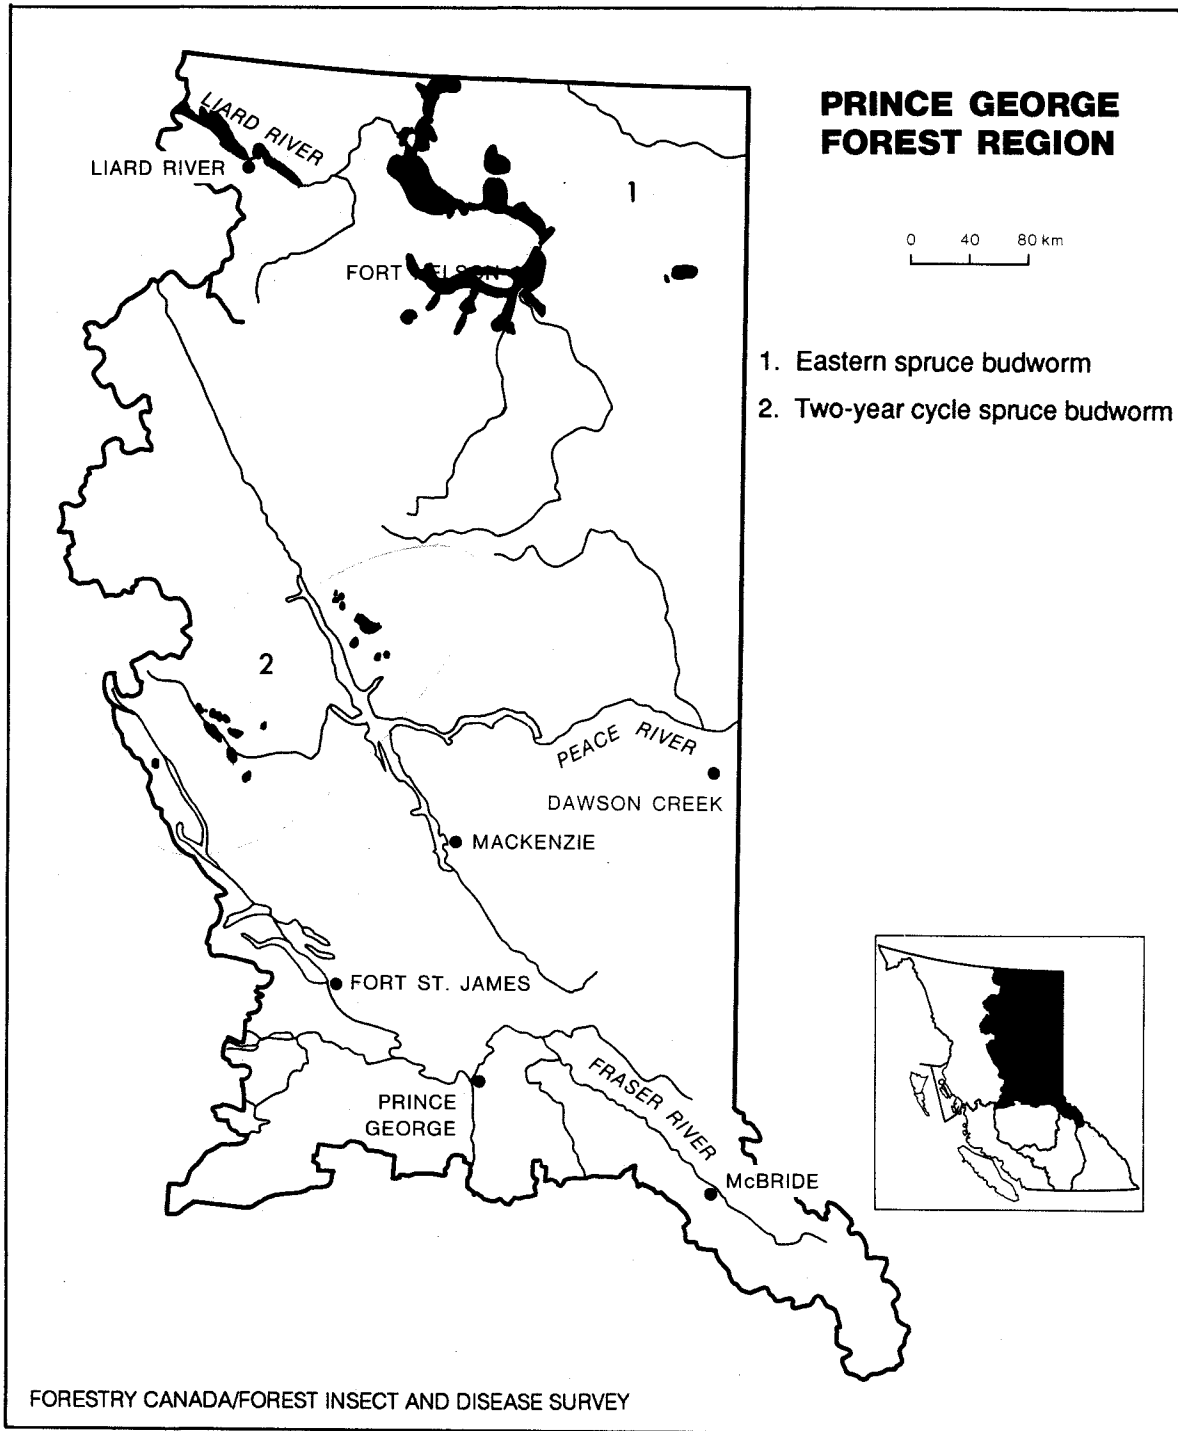 PRINCE GEORGE
FOREST REGION
LIARD RIVER
LIARD RIVER
1
0 40 80 km
FORT NELSON
1. Eastern spruce budworm
2. Two-year cycle spruce budworm
2
PEACE RIVER
DAWSON CREEK
MACKENZIE
FORT ST. JAMES
FRASER RIVER
PRINCE
GEORGE
McBRIDE
FORESTRY CANADA/FOREST INSECT AND DISEASE SURVEY